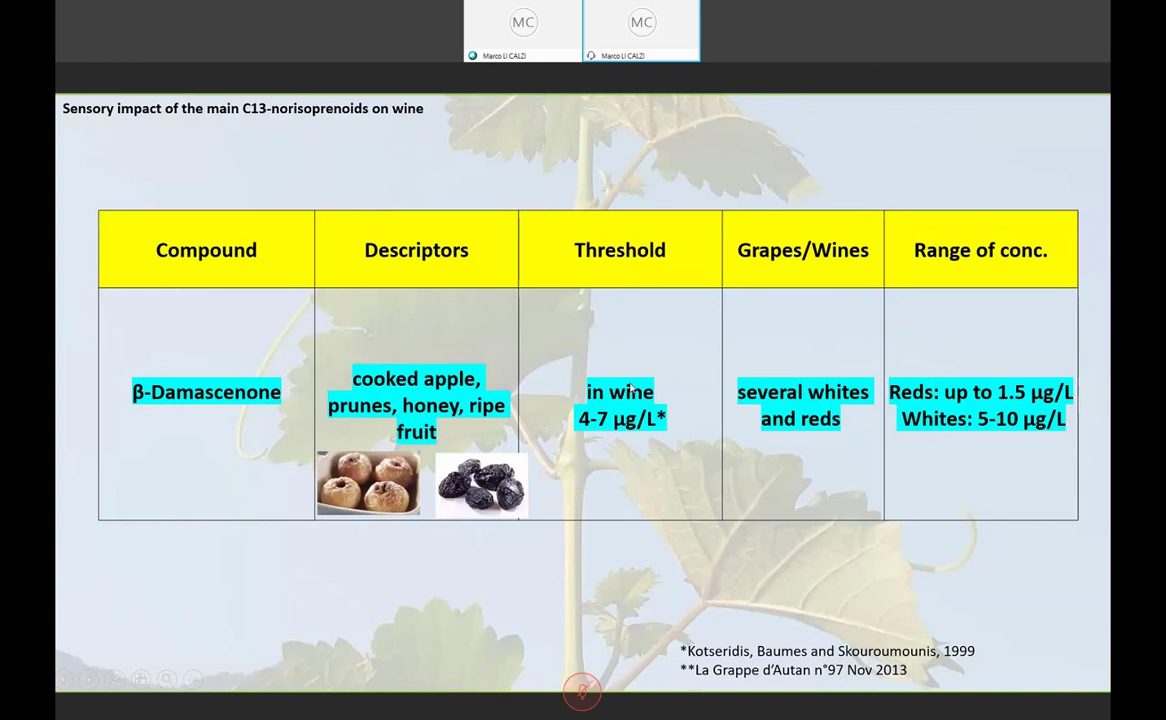 MC
MC
Marco LI CALZI
Marco LI CALZI
Sensory impact of the main C13-norisoprenoids on wine
Compound
Descriptors
Threshold
Grapes/Wines
Range of conc.
β-Damascenone
cooked apple,
prunes, honey, ripe
fruit
in wine
4-7 µg/L*
several whites
and reds
Reds: up to 1.5 µg/L
Whites: 5-10 µg/L
*Kotseridis, Baumes and Skouroumounis, 1999
**La Grappe d'Autan n°97 Nov 2013